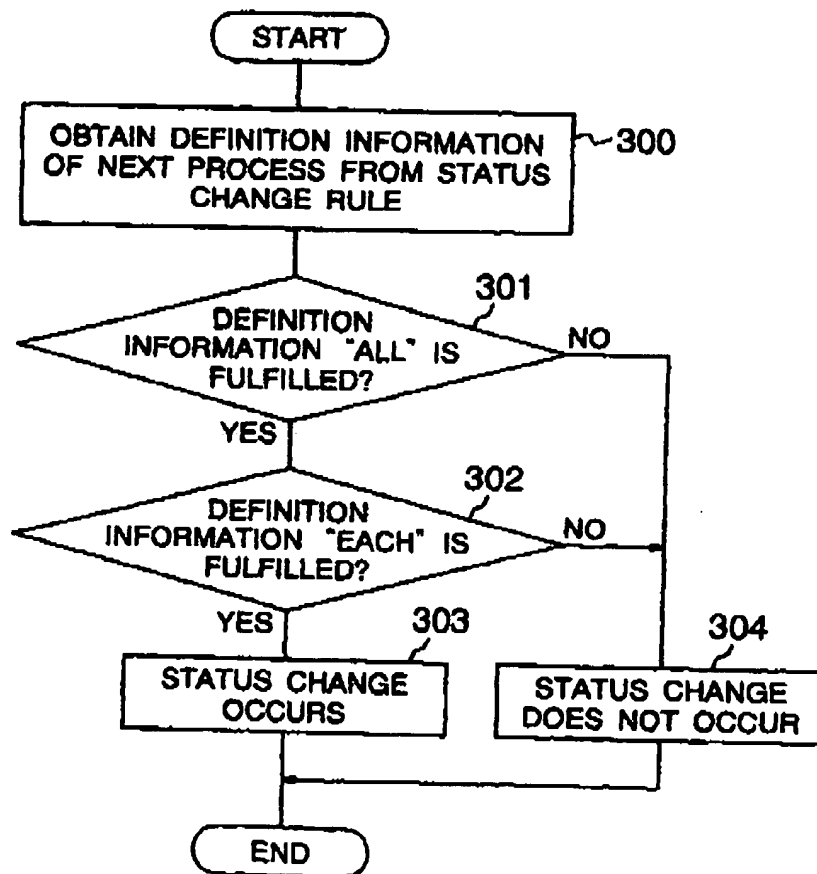 START
OBTAIN DEFINITION INFORMATION
OF NEXT PROCESS FROM STATUS
CHANGE RULE
300
301
DEFINITION
INFORMATION "ALL" IS
FULFILLED?
NO
YES
302
DEFINITION
INFORMATION "EACH" IS
FULFILLED?
NO
YES
303
STATUS CHANGE
OCCURS
304
STATUS CHANGE
DOES NOT OCCUR
END